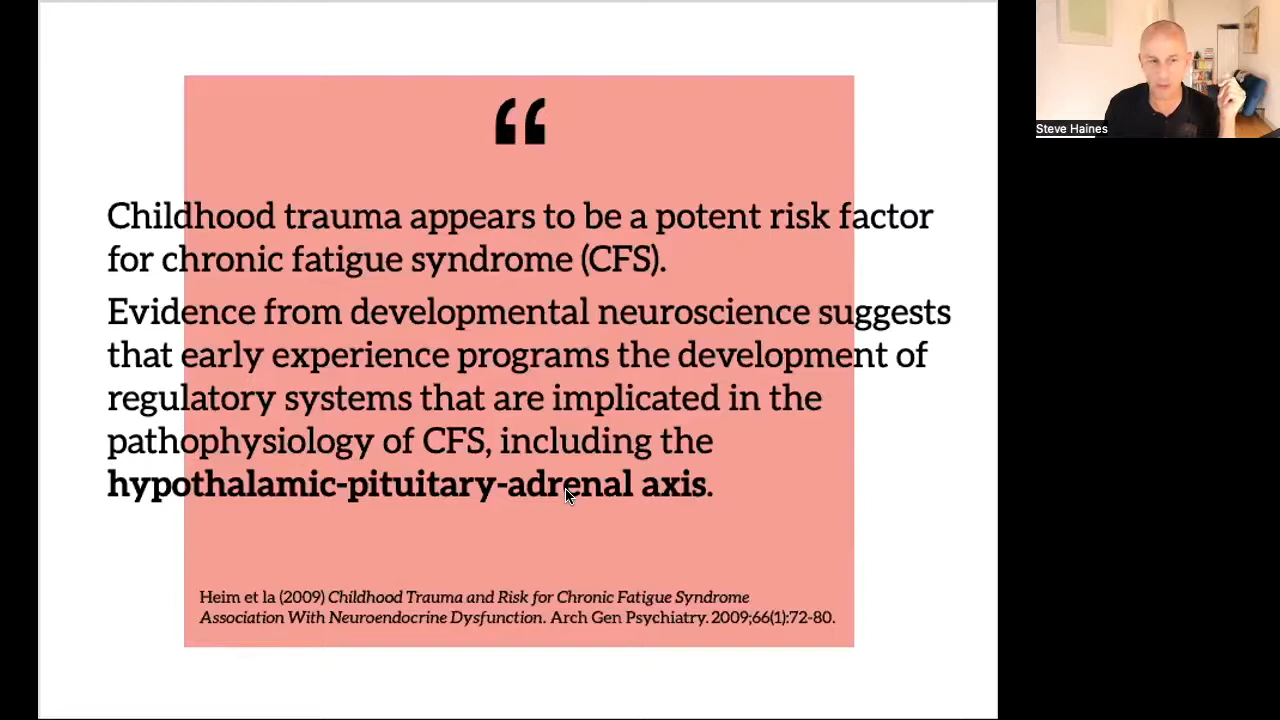 “
Childhood trauma appears to be a potent risk factor
for chronic fatigue syndrome (CFS).
Evidence from developmental neuroscience suggests
that early experience programs the development of
regulatory systems that are implicated in the
pathophysiology of CFS, including the
hypothalamic-pituitary-adrenal axis.
Heim et la (2009) Childhood Trauma and Risk for Chronic Fatigue Syndrome
Association With Neuroendocrine Dysfunction. Arch Gen Psychiatry. 2009;66(1):72-80.
Steve Haines